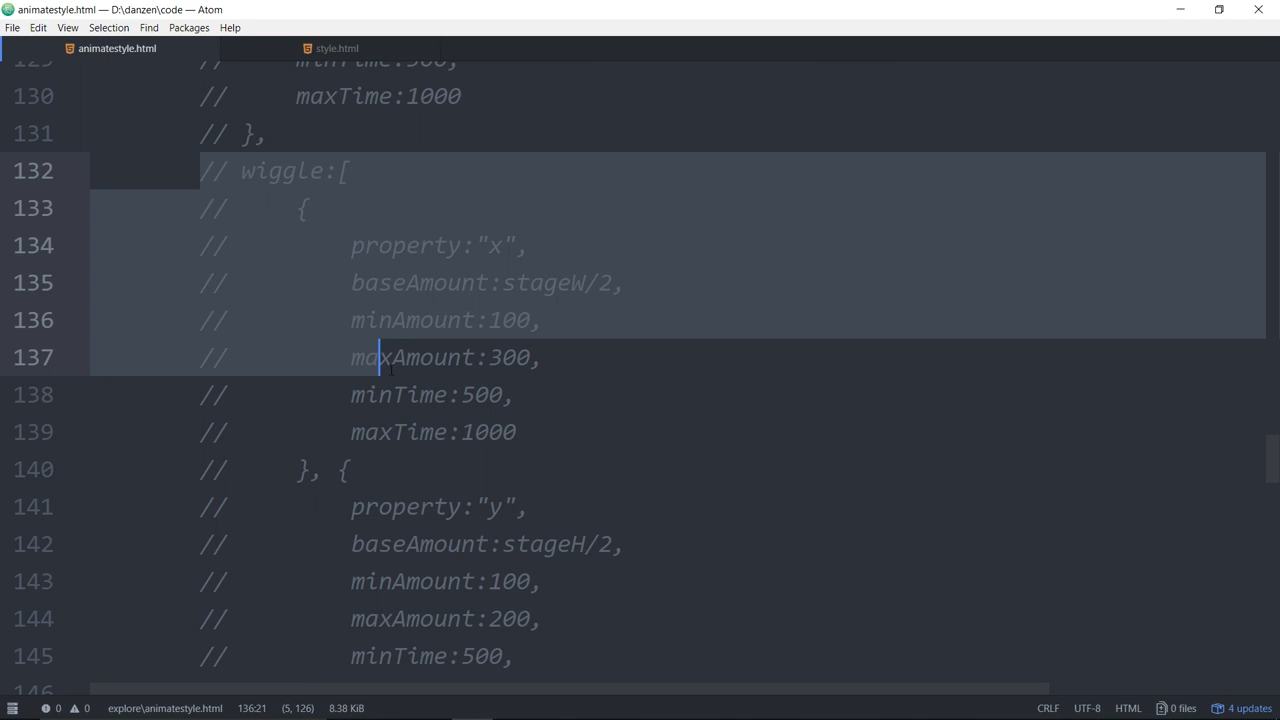 animatestyle.html — D:\danzen\code — Atom
File Edit View Selection Find Packages Help
animatestyle.html style.html
129 // minTime:500,
130 // maxTime:1000
131 // },
132 // wiggle:[
133 // {
134 // property:"x",
135 // baseAmount:stageW/2,
136 // minAmount:100,
137 // maxAmount:300,
138 // minTime:500,
139 // maxTime:1000
140 // }, {
141 // property:"y",
142 // baseAmount:stageH/2,
143 // minAmount:100,
144 // maxAmount:200,
145 // minTime:500,
146
0 0 explore\animatestyle.html 136:21 (5, 126) 8.38 KiB CRLF UTF-8 HTML 0 files 4 updates